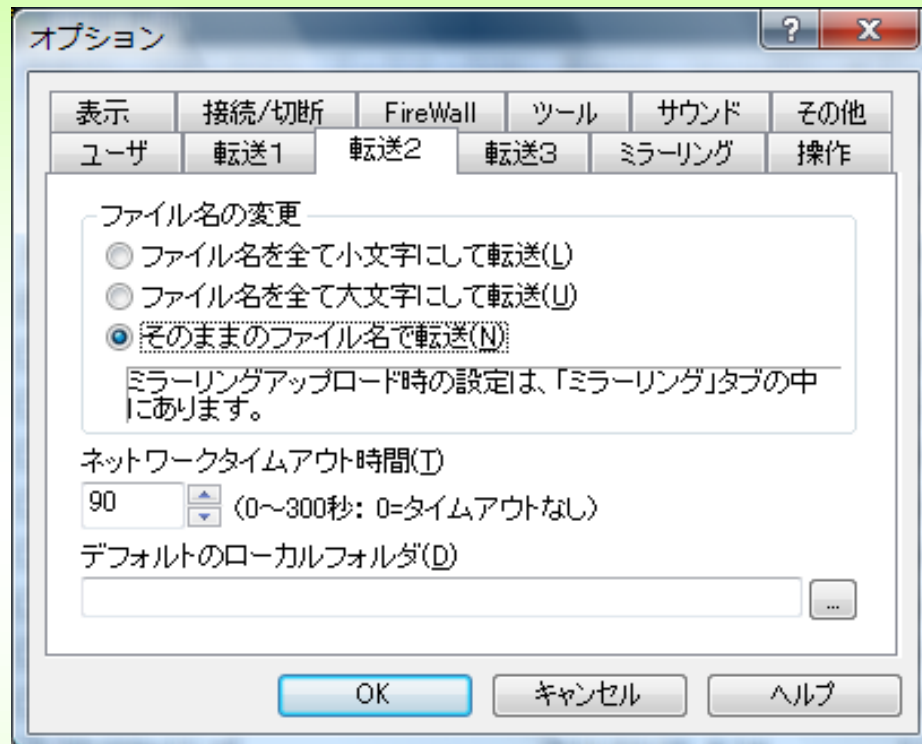 オプション
表示 接続/切断 FireWall ツール サウンド その他
ユーザ 転送1 転送2 転送3 ミラーリング 操作
ファイル名の変更
ファイル名を全て小文字にして転送(L)
ファイル名を全て大文字にして転送(U)
そのままのファイル名で転送(N)
ミラーリングアップロード時の設定は、「ミラーリング」タブの中
にあります。
ネットワークタイムアウト時間(T)
90 (0～300秒: 0=タイムアウトなし)
デフォルトのローカルフォルダ(D)
...
OK キャンセル ヘルプ